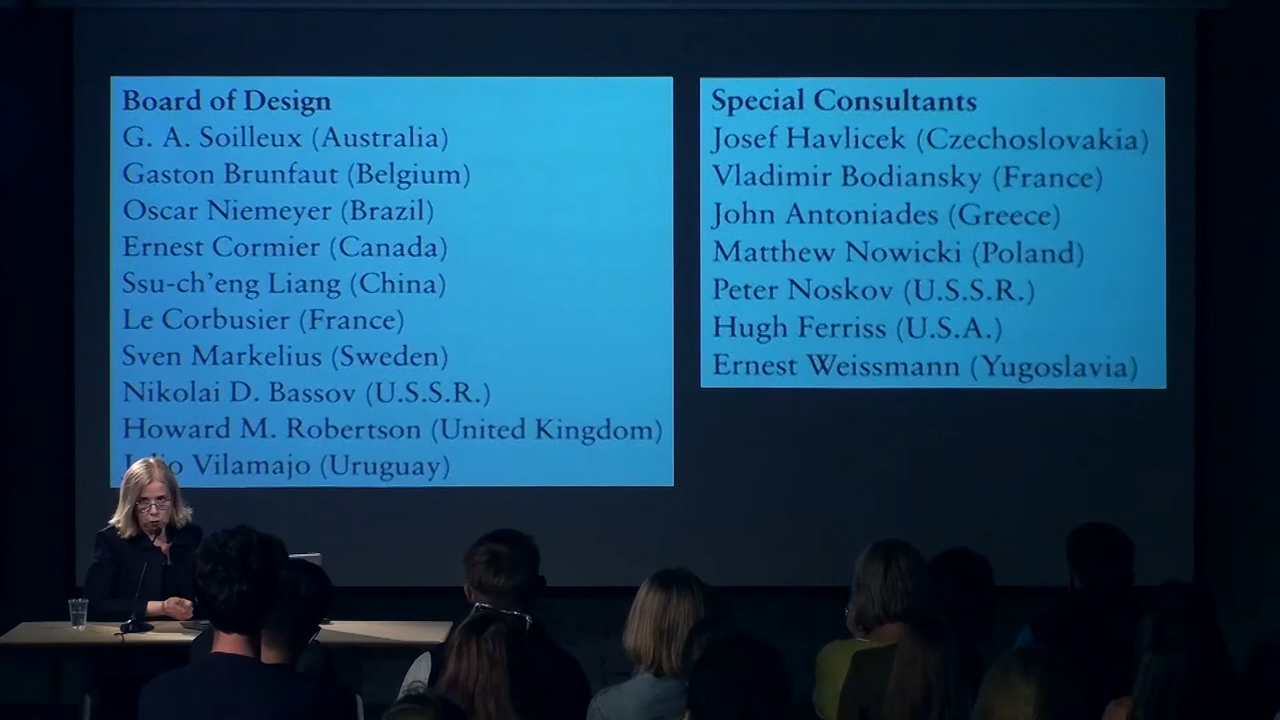 Board of Design
G. A. Soilleux (Australia)
Gaston Brunfaut (Belgium)
Oscar Niemeyer (Brazil)
Ernest Cormier (Canada)
Ssu-ch'eng Liang (China)
Le Corbusier (France)
Sven Markelius (Sweden)
Nikolai D. Bassov (U.S.S.R.)
Howard M. Robertson (United Kingdom)
Vilamajo (Uruguay)
Special Consultants
Josef Havlicek (Czechoslovakia)
Vladimir Bodiansky (France)
John Antoniades (Greece)
Matthew Nowicki (Poland)
Peter Noskov (U.S.S.R.)
Hugh Ferriss (U.S.A.)
Ernest Weissmann (Yugoslavia)